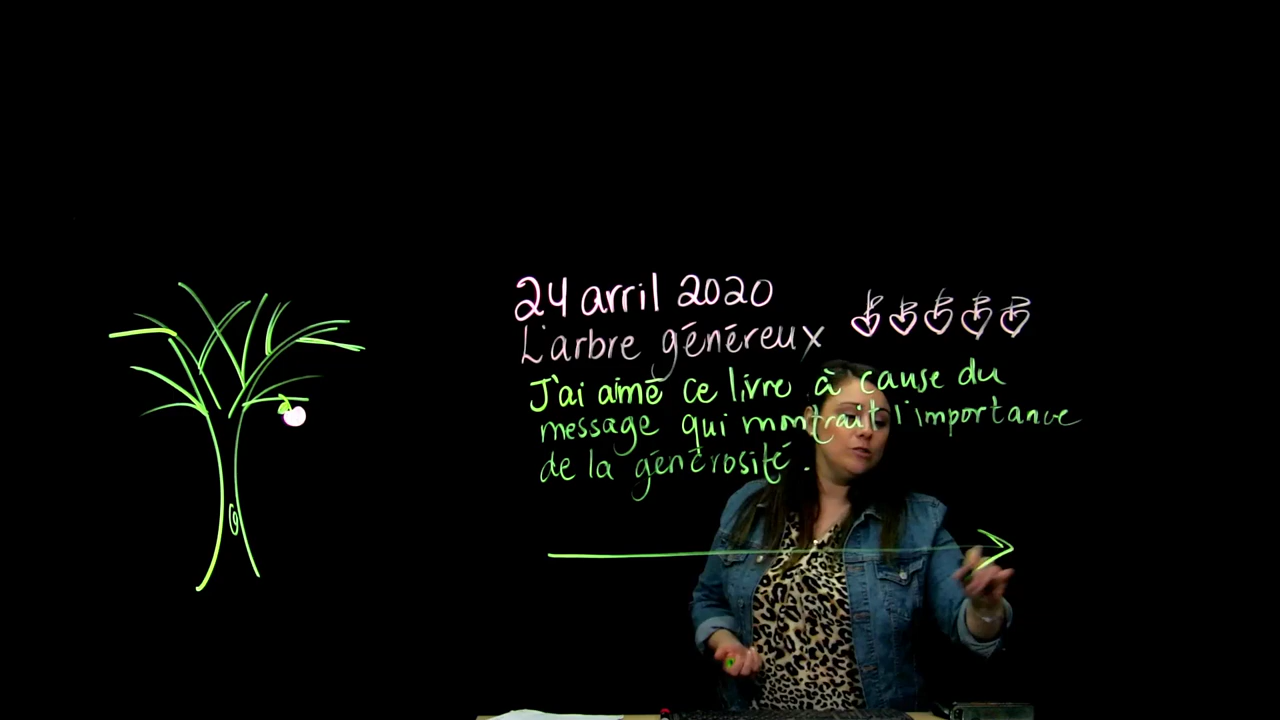 24 avril 2020
L'arbre généreux
J'ai aimé ce livre à cause du
message qui montrait l'importance
de la générosité.